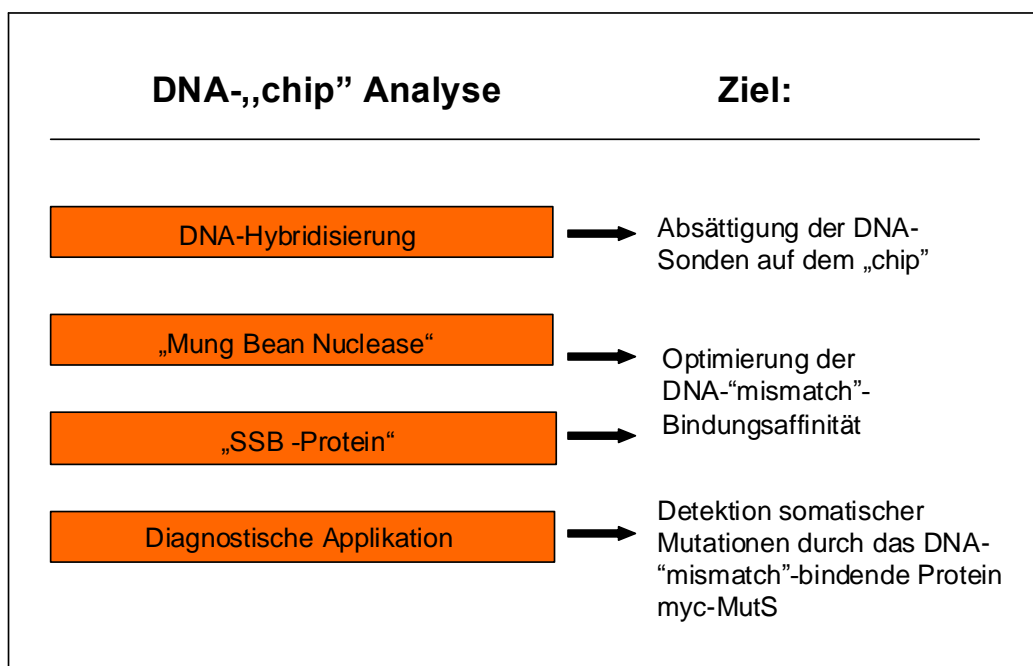 DNA-„chip” Analyse
Ziel:
DNA-Hybridisierung
Absättigung der DNA-
Sonden auf dem „chip”
„Mung Bean Nuclease“
Optimierung der
DNA-“mismatch”-
Bindungsaffinität
„SSB -Protein“
Diagnostische Applikation
Detektion somatischer
Mutationen durch das DNA-
“mismatch”-bindende Protein
myc-MutS